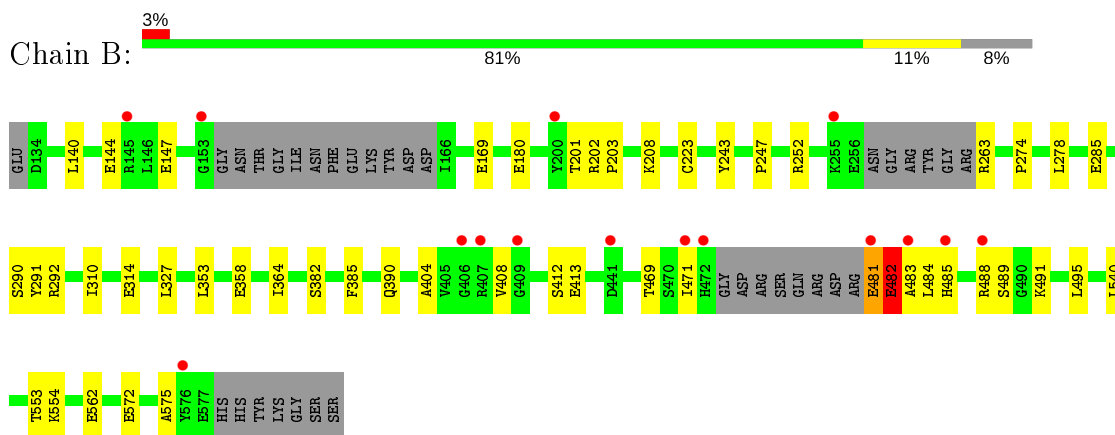 3%
Chain B:
81% 11% 8%
GLU D134 L140 E144 R145 L146 E147 G153 GLY ASN THR GLY ILE ASN PHE GLU LYS TYR ASP ASP I166 E169 E180 Y200 T201 R202 P203 K208 C223 Y243 P247 R252 K255 E256 ASN GLY ARG TYR GLY ARG R263 P274 L278 E285
S290 Y291 R292 I310 E314 L327 L353 E358 I364 S382 F385 Q390 A404 V405 G406 R407 V408 G409 S412 E413 D441 T469 S470 I471 H472 GLY ASP ARG SER GLN ARG ASP ARG E481 E482 A483 L484 H485 R488 S489 G490 K491 L495 L540
T553 K554 E562 E572 A575 Y576 E577 HIS HIS TYR LYS GLY SER SER